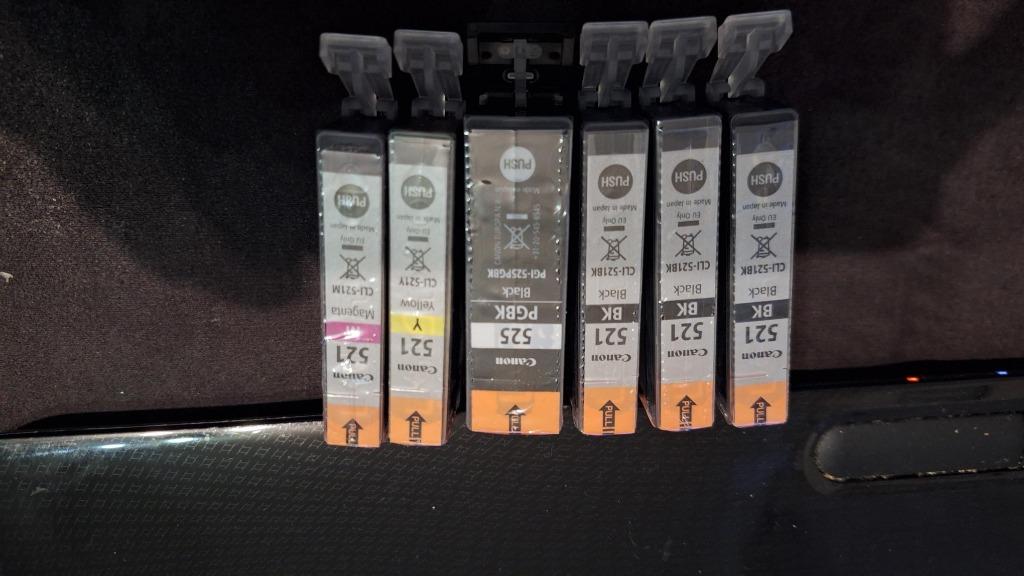 PULL
Canon
521
BK
Black
CLI-521BK
EU Only
Made in Japan
PUSH
PULL
Canon
521
BK
Black
CLI-521BK
EU Only
Made in Japan
PUSH
PULL
Canon
521
BK
Black
CLI-521BK
EU Only
Made in Japan
PUSH
Canon
525
PGBK
Black
PGI-525PGBK
Made in
PUSH
PULL
Canon
521
Y
Yellow
CLI-521Y
EU Only
Made in Japan
PUSH
PULL
Canon
521
M
Magenta
CLI-521M
EU Only
Made in Japan
PUSH